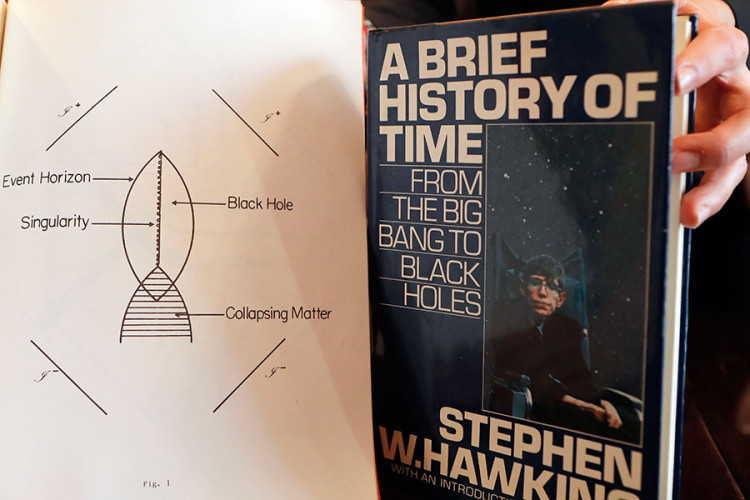 ℐ⁺
ℐ⁺
Event Horizon
Black Hole
Singularity
Collapsing Matter
ℐ⁻
ℐ⁻
Fig. 1
A BRIEF
HISTORY OF
TIME
FROM
THE BIG
BANG TO
BLACK
HOLES
STEPHEN
W. HAWKING
WITH AN INTRODUCTION